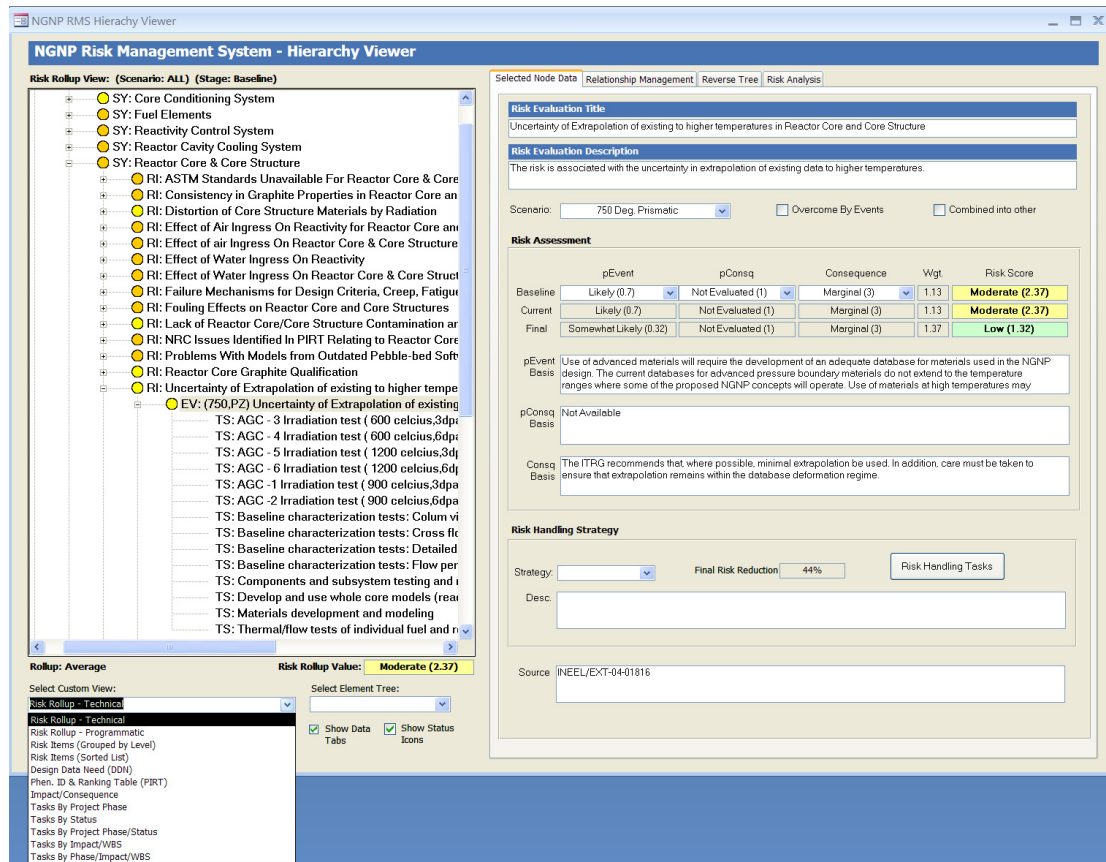 NGNP RMS Hierachy Viewer
NGNP Risk Management System - Hierarchy Viewer
Risk Rollup View: (Scenario: ALL) (Stage: Baseline)
SY: Core Conditioning System
SY: Fuel Elements
SY: Reactivity Control System
SY: Reactor Cavity Cooling System
SY: Reactor Core & Core Structure
RI: ASTM Standards Unavailable For Reactor Core & Core
RI: Consistency in Graphite Properties in Reactor Core an
RI: Distortion of Core Structure Materials by Radiation
RI: Effect of Air Ingress On Reactivity for Reactor Core and
RI: Effect of air Ingress On Reactor Core & Core Structure
RI: Effect of Water Ingress On Reactivity
RI: Effect of Water Ingress On Reactor Core & Core Struct
RI: Failure Mechanisms for Design Criteria, Creep, Fatigue
RI: Fouling Effects on Reactor Core and Core Structures
RI: Lack of Reactor Core/Core Structure Contamination an
RI: NRC Issues Identified In PIRT Relating to Reactor Core
RI: Problems With Models from Outdated Pebble-bed Soft
RI: Reactor Core Graphite Qualification
RI: Uncertainty of Extrapolation of existing to higher tempe
EV: (750,PZ) Uncertainty of Extrapolation of existing
TS: AGC - 3 Irradiation test ( 600 celcius,3dpa
TS: AGC - 4 Irradiation test ( 600 celcius,6dpa
TS: AGC - 5 Irradiation test ( 1200 celcius,3dp
TS: AGC - 6 Irradiation test ( 1200 celcius,6dp
TS: AGC -1 Irradiation test ( 900 celcius,3dpa
TS: AGC -2 Irradiation test ( 900 celcius,6dpa
TS: Baseline characterization tests: Colum vi
TS: Baseline characterization tests: Cross flo
TS: Baseline characterization tests: Detailed
TS: Baseline characterization tests: Flow per
TS: Components and subsystem testing and
TS: Develop and use whole core models (rea
TS: Materials development and modeling
TS: Thermal/flow tests of individual fuel and r
Rollup: Average
Risk Rollup Value: Moderate (2.37)
Select Custom View:
Select Element Tree:
Risk Rollup - Technical
Show Data Tabs
Show Status Icons
Risk Rollup - Technical
Risk Rollup - Programmatic
Risk Items (Grouped by Level)
Risk Items (Sorted List)
Design Data Need (DDN)
Phen. ID & Ranking Table (PIRT)
Impact/Consequence
Tasks By Project Phase
Tasks By Status
Tasks By Project Phase/Status
Tasks By Impact/WBS
Tasks By Phase/Impact/WBS
Selected Node Data Relationship Management Reverse Tree Risk Analysis
Risk Evaluation Title
Uncertainty of Extrapolation of existing to higher temperatures in Reactor Core and Core Structure
Risk Evaluation Description
The risk is associated with the uncertainty in extrapolation of existing data to higher temperatures.
Scenario: 750 Deg. Prismatic Overcome By Events Combined into other
Risk Assessment
pEvent pConsq Consequence Wgt. Risk Score
Baseline Likely (0.7) Not Evaluated (1) Marginal (3) 1.13 Moderate (2.37)
Current Likely (0.7) Not Evaluated (1) Marginal (3) 1.13 Moderate (2.37)
Final Somewhat Likely (0.32) Not Evaluated (1) Marginal (3) 1.37 Low (1.32)
pEvent Basis
Use of advanced materials will require the development of an adequate database for materials used in the NGNP
design. The current databases for advanced pressure boundary materials do not extend to the temperature
ranges where some of the proposed NGNP concepts will operate. Use of materials at high temperatures may
pConsq Basis
Not Available
Consq Basis
The ITRG recommends that, where possible, minimal extrapolation be used. In addition, care must be taken to
ensure that extrapolation remains within the database deformation regime.
Risk Handling Strategy
Strategy: Final Risk Reduction 44% Risk Handling Tasks
Desc.
Source INEEL/EXT-04-01816